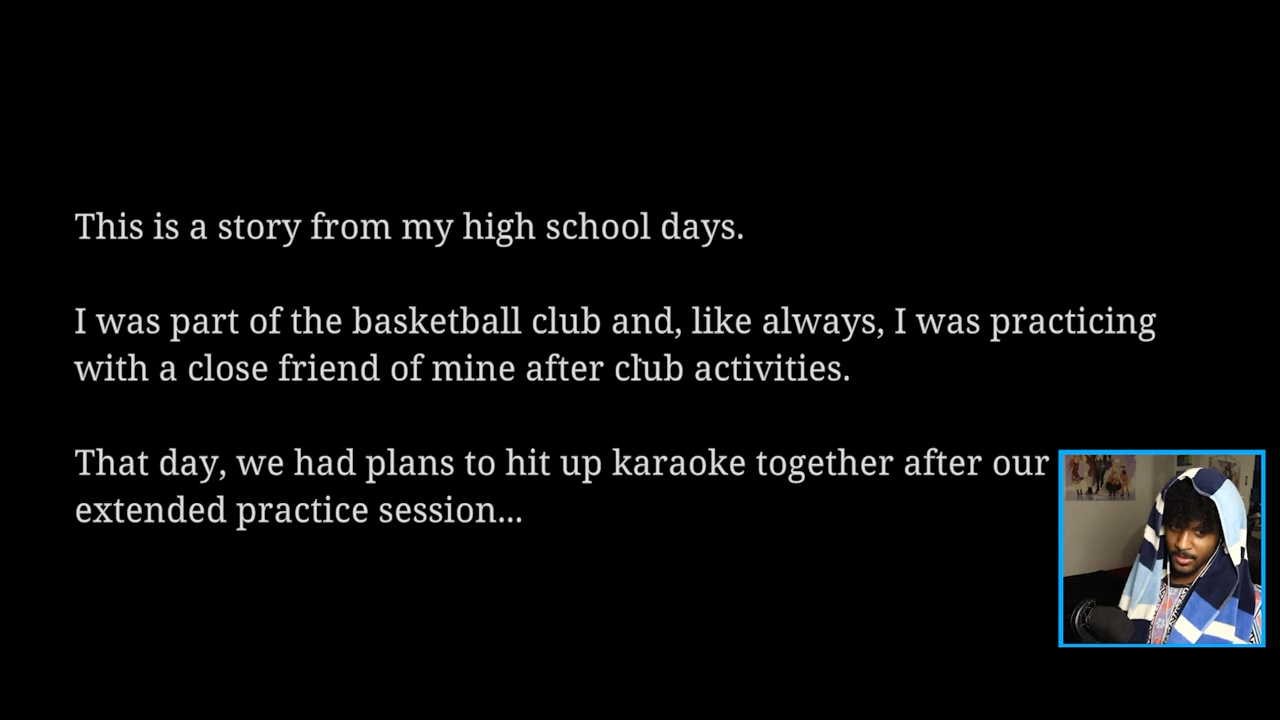 This is a story from my high school days.
I was part of the basketball club and, like always, I was practicing
with a close friend of mine after club activities.
That day, we had plans to hit up karaoke together after our
extended practice session...